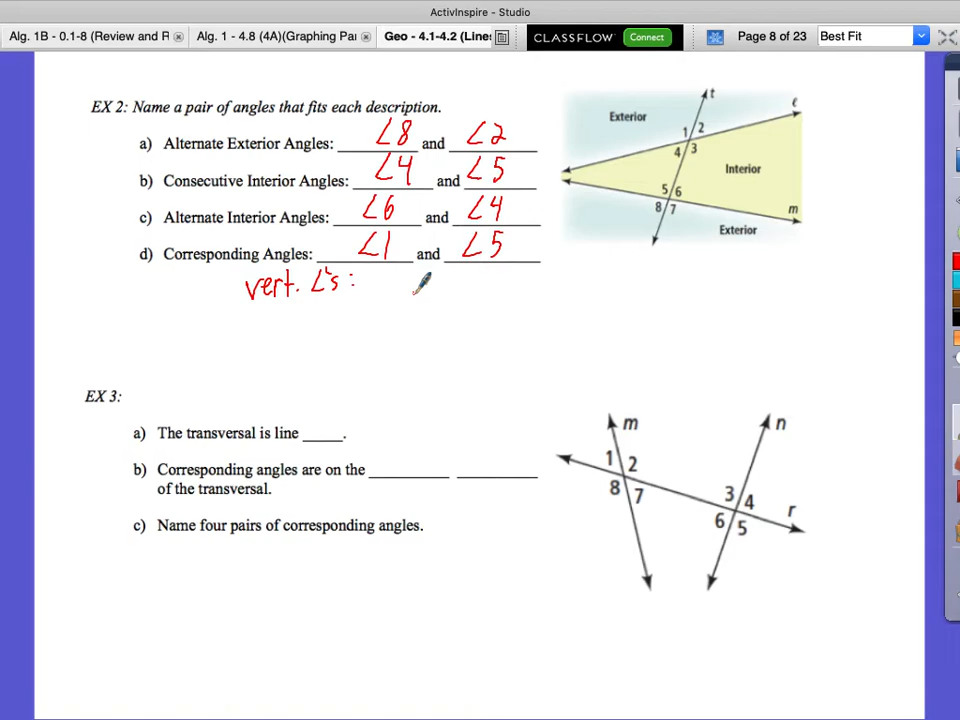 ActivInspire - Studio
Alg. 1B - 0.1-8 (Review and R
Alg. 1 - 4.8 (4A)(Graphing Par
Geo - 4.1-4.2 (Lines
CLASSFLOW
Connect
Page 8 of 23
Best Fit
EX 2: Name a pair of angles that fits each description.
a) Alternate Exterior Angles: ∠8 and ∠2
b) Consecutive Interior Angles: ∠4 and ∠5
c) Alternate Interior Angles: ∠6 and ∠4
d) Corresponding Angles: ∠1 and ∠5
vert. ∠'s:
t
ℓ
Exterior
1 2
4 3
Interior
5 6
8 7
m
Exterior
EX 3:
a) The transversal is line _____.
b) Corresponding angles are on the _________ _________
of the transversal.
c) Name four pairs of corresponding angles.
m
n
1 2
8 7
3 4
6 5
r